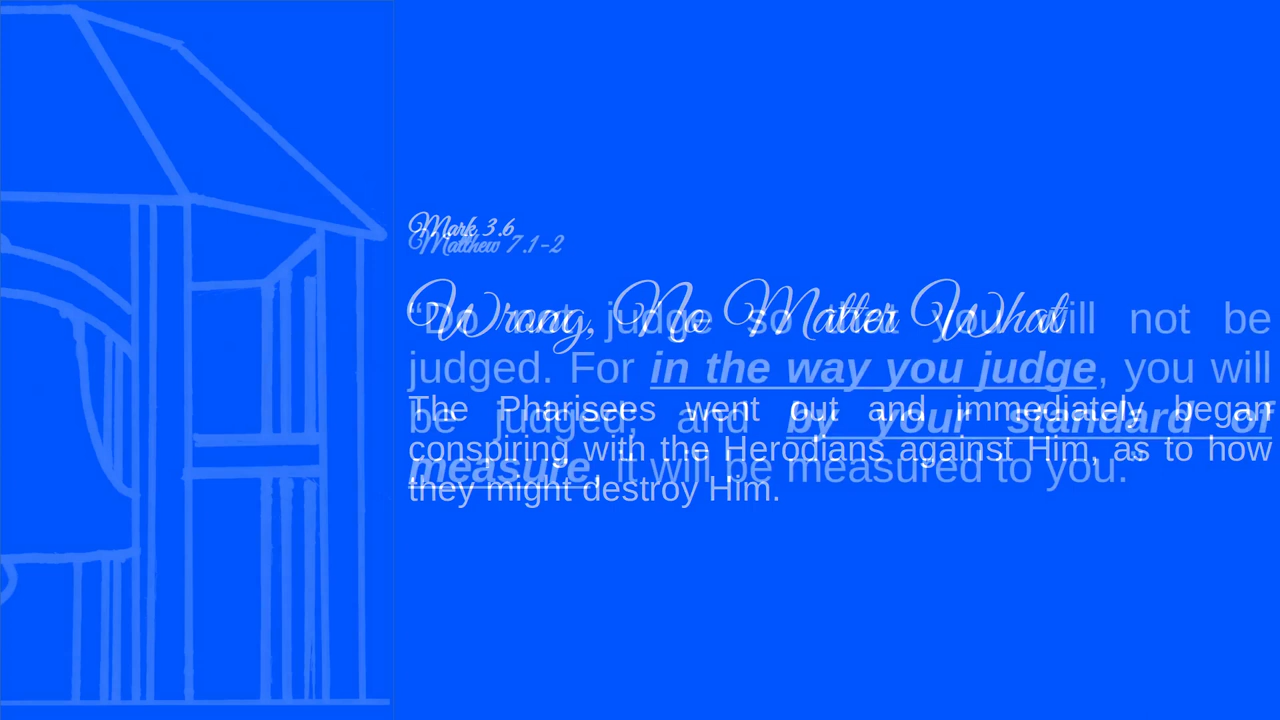 Mark 3.6
Matthew 7.1-2
Wrong, No Matter What
“Do not judge so that you will not be
judged. For in the way you judge, you will
be judged; and by your standard of
measure, it will be measured to you.”
The Pharisees went out and immediately began
conspiring with the Herodians against Him, as to how
they might destroy Him.